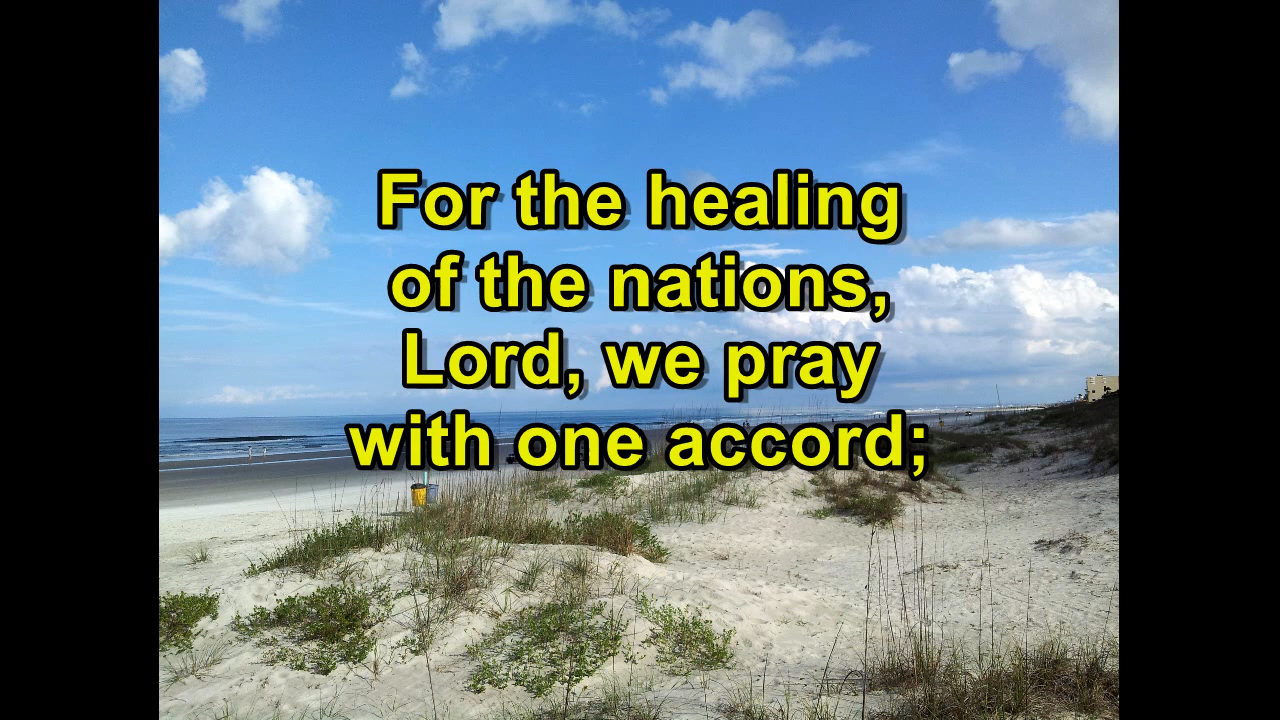 For the healing
of the nations,
Lord, we pray
with one accord;